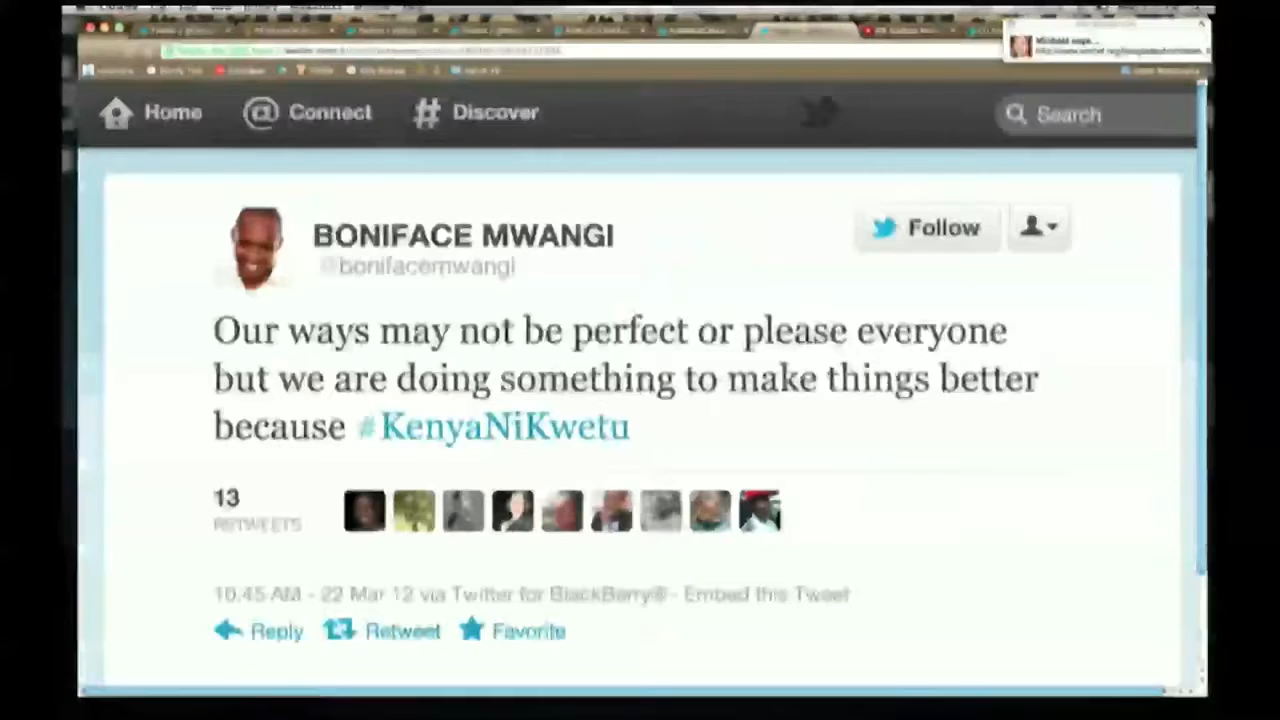 Home Connect Discover Search
BONIFACE MWANGI
@bonifacemwangi
Follow
Our ways may not be perfect or please everyone
but we are doing something to make things better
because #KenyaNiKwetu
13
RETWEETS
10:45 AM - 22 Mar 12 via Twitter for BlackBerry® · Embed this Tweet
Reply Retweet Favorite